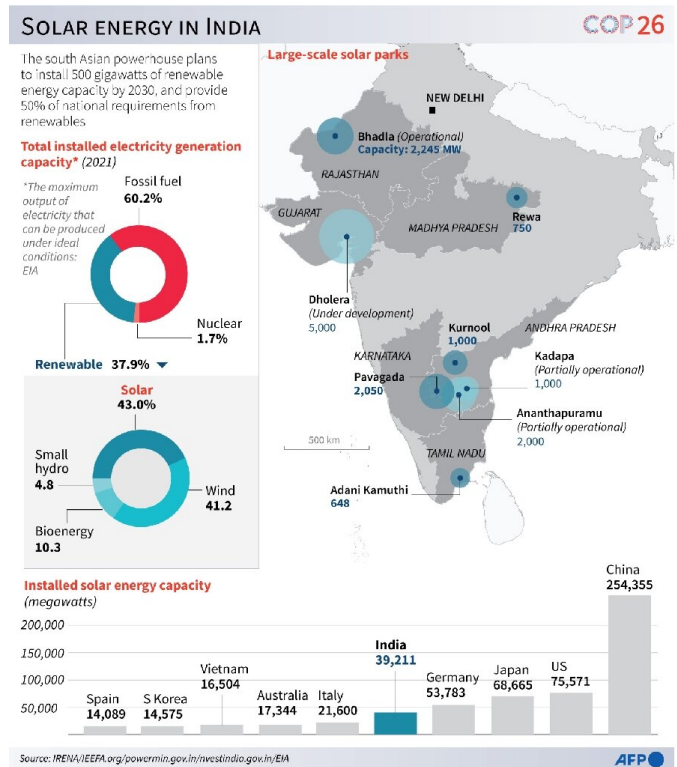 SOLAR ENERGY IN INDIA
COP26
The south Asian powerhouse plans
to install 500 gigawatts of renewable
energy capacity by 2030, and provide
50% of national requirements from
renewables
Total installed electricity generation
capacity* (2021)
*The maximum
output of
electricity that
can be produced
under ideal
conditions:
EIA
Fossil fuel
60.2%
Nuclear
1.7%
Renewable 37.9%
Solar
43.0%
Small
hydro
4.8
Wind
41.2
Bioenergy
10.3
Large-scale solar parks
NEW DELHI
Bhadla (Operational)
Capacity: 2,245 MW
RAJASTHAN
GUJARAT
MADHYA PRADESH
Rewa
750
Dholera
(Under development)
5,000
Kurnool
1,000
ANDHRA PRADESH
KARNATAKA
Pavagada
2,050
Kadapa
(Partially operational)
1,000
Ananthapuramu
(Partially operational)
2,000
500 km
TAMIL NADU
Adani Kamuthi
648
Installed solar energy capacity
(megawatts)
200,000
150,000
100,000
50,000
Spain
14,089
S Korea
14,575
Vietnam
16,504
Australia
17,344
Italy
21,600
India
39,211
Germany
53,783
Japan
68,665
US
75,571
China
254,355
Source: IRENA/IEEFA.org/powermin.gov.in/nvestindia.gov.in/EIA
AFP